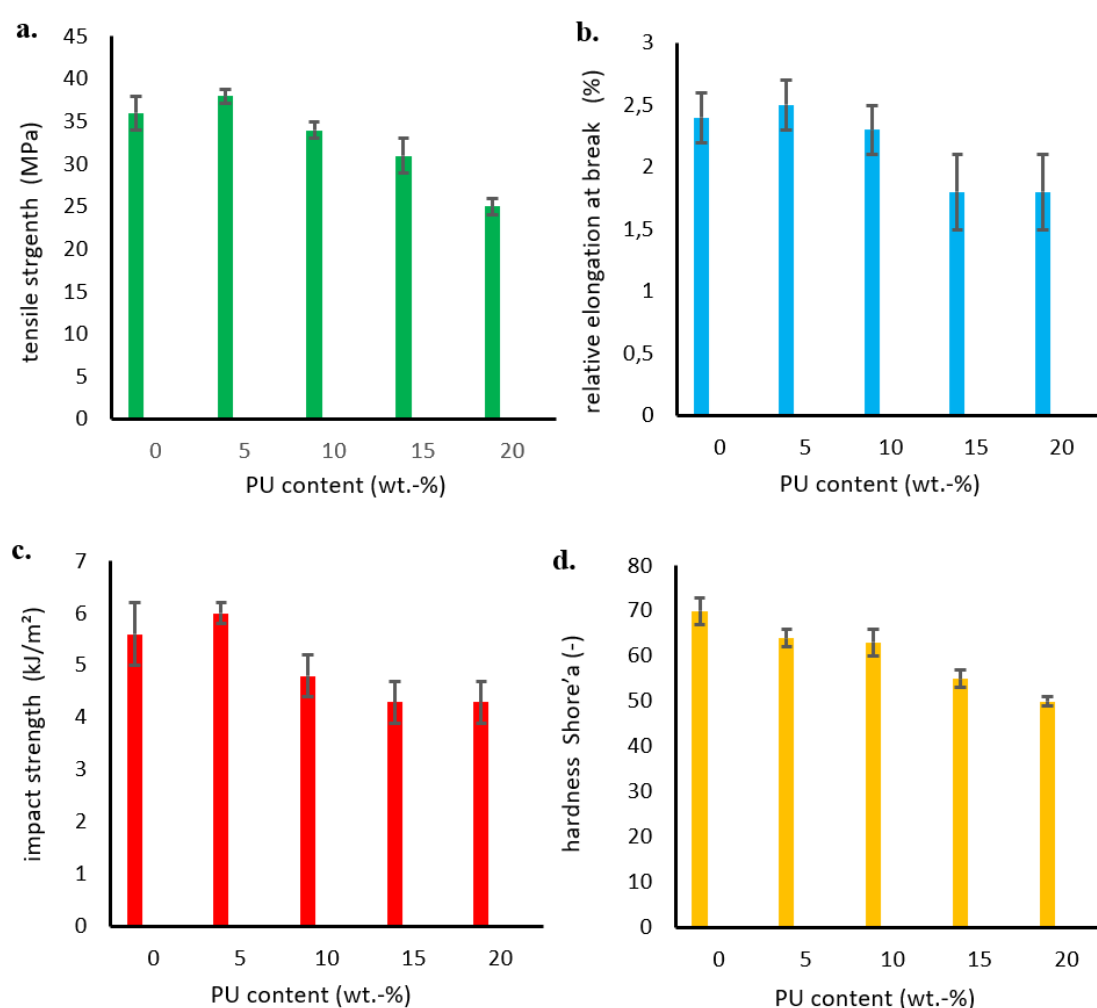 a.
tensile strgenth (MPa)
45
40
35
30
25
20
15
10
5
0
0 5 10 15 20
PU content (wt.-%)
b.
relative elongation at break (%)
3
2,5
2
1,5
1
0,5
0
0 5 10 15 20
PU content (wt.-%)
c.
impact strength (kJ/m²)
7
6
5
4
3
2
1
0
0 5 10 15 20
PU content (wt.-%)
d.
hardness Shore’a (-)
80
70
60
50
40
30
20
10
0
0 5 10 15 20
PU content (wt.-%)